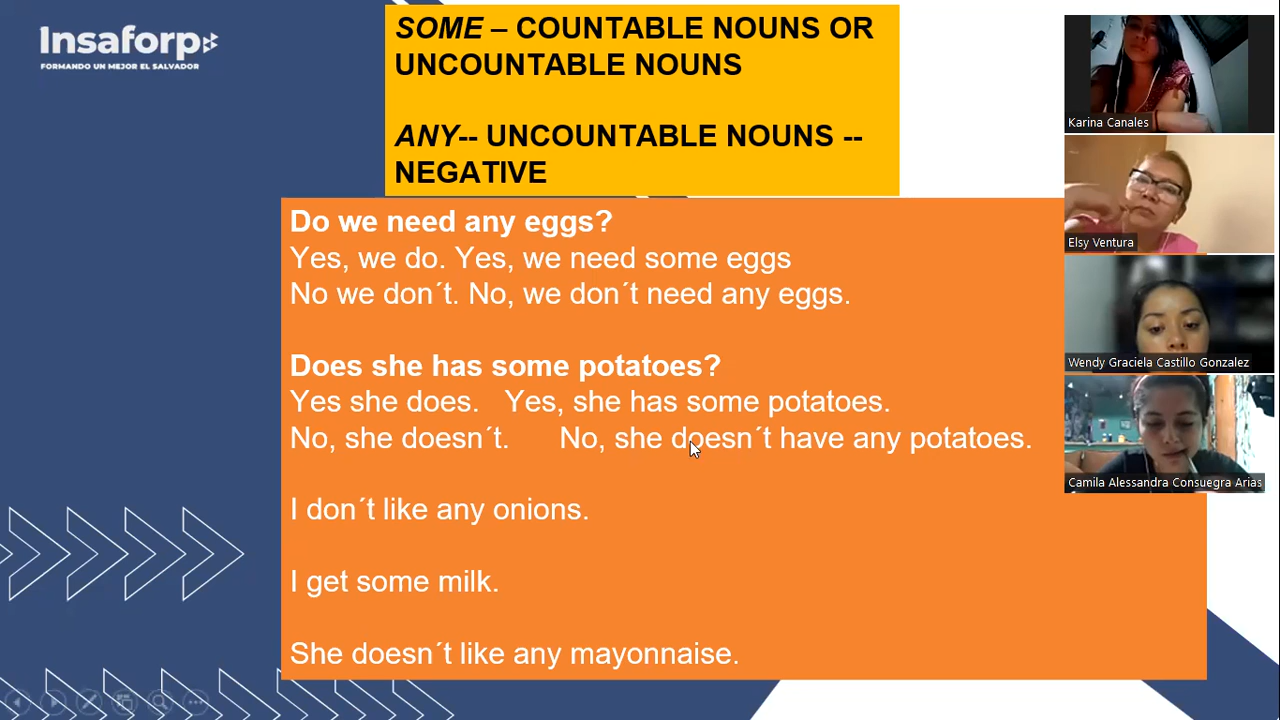 Insaforp
FORMANDO UN MEJOR EL SALVADOR
SOME – COUNTABLE NOUNS OR
UNCOUNTABLE NOUNS
ANY-- UNCOUNTABLE NOUNS --
NEGATIVE
Do we need any eggs?
Yes, we do. Yes, we need some eggs
No we don´t. No, we don´t need any eggs.
Does she has some potatoes?
Yes she does. Yes, she has some potatoes.
No, she doesn´t. No, she doesn´t have any potatoes.
I don´t like any onions.
I get some milk.
She doesn´t like any mayonnaise.
Karina Canales
Elsy Ventura
Wendy Graciela Castillo Gonzalez
Camila Alessandra Consuegra Arias